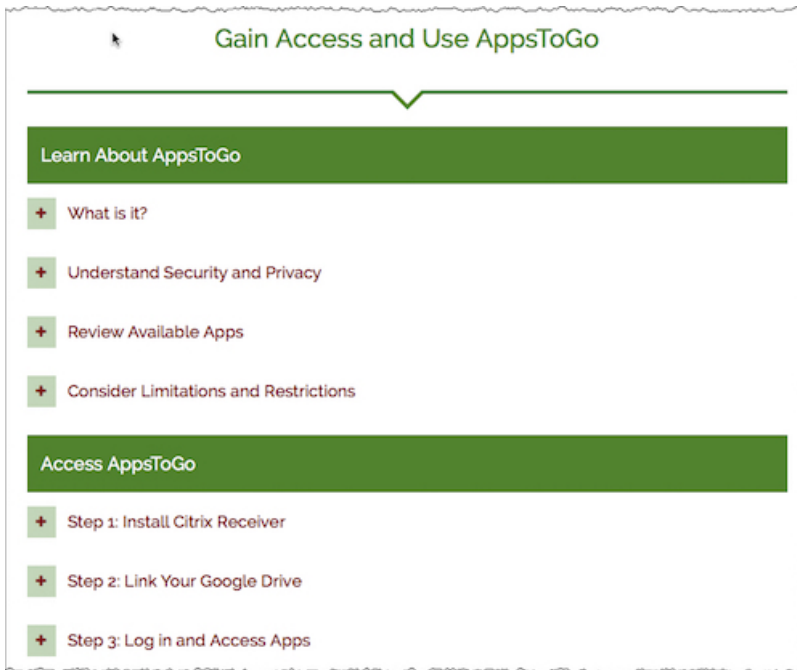 Gain Access and Use AppsToGo
Learn About AppsToGo
+ What is it?
+ Understand Security and Privacy
+ Review Available Apps
+ Consider Limitations and Restrictions
Access AppsToGo
+ Step 1: Install Citrix Receiver
+ Step 2: Link Your Google Drive
+ Step 3: Log in and Access Apps